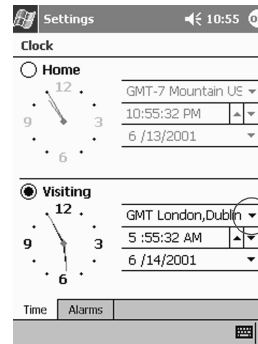 Settings 10:55
Clock
Home
12
3
6
9
GMT-7 Mountain US
10:55:32 PM
6 /13/2001
Visiting
12
3
6
9
GMT London,Dublin
5 :55:32 AM
6 /14/2001
Time Alarms